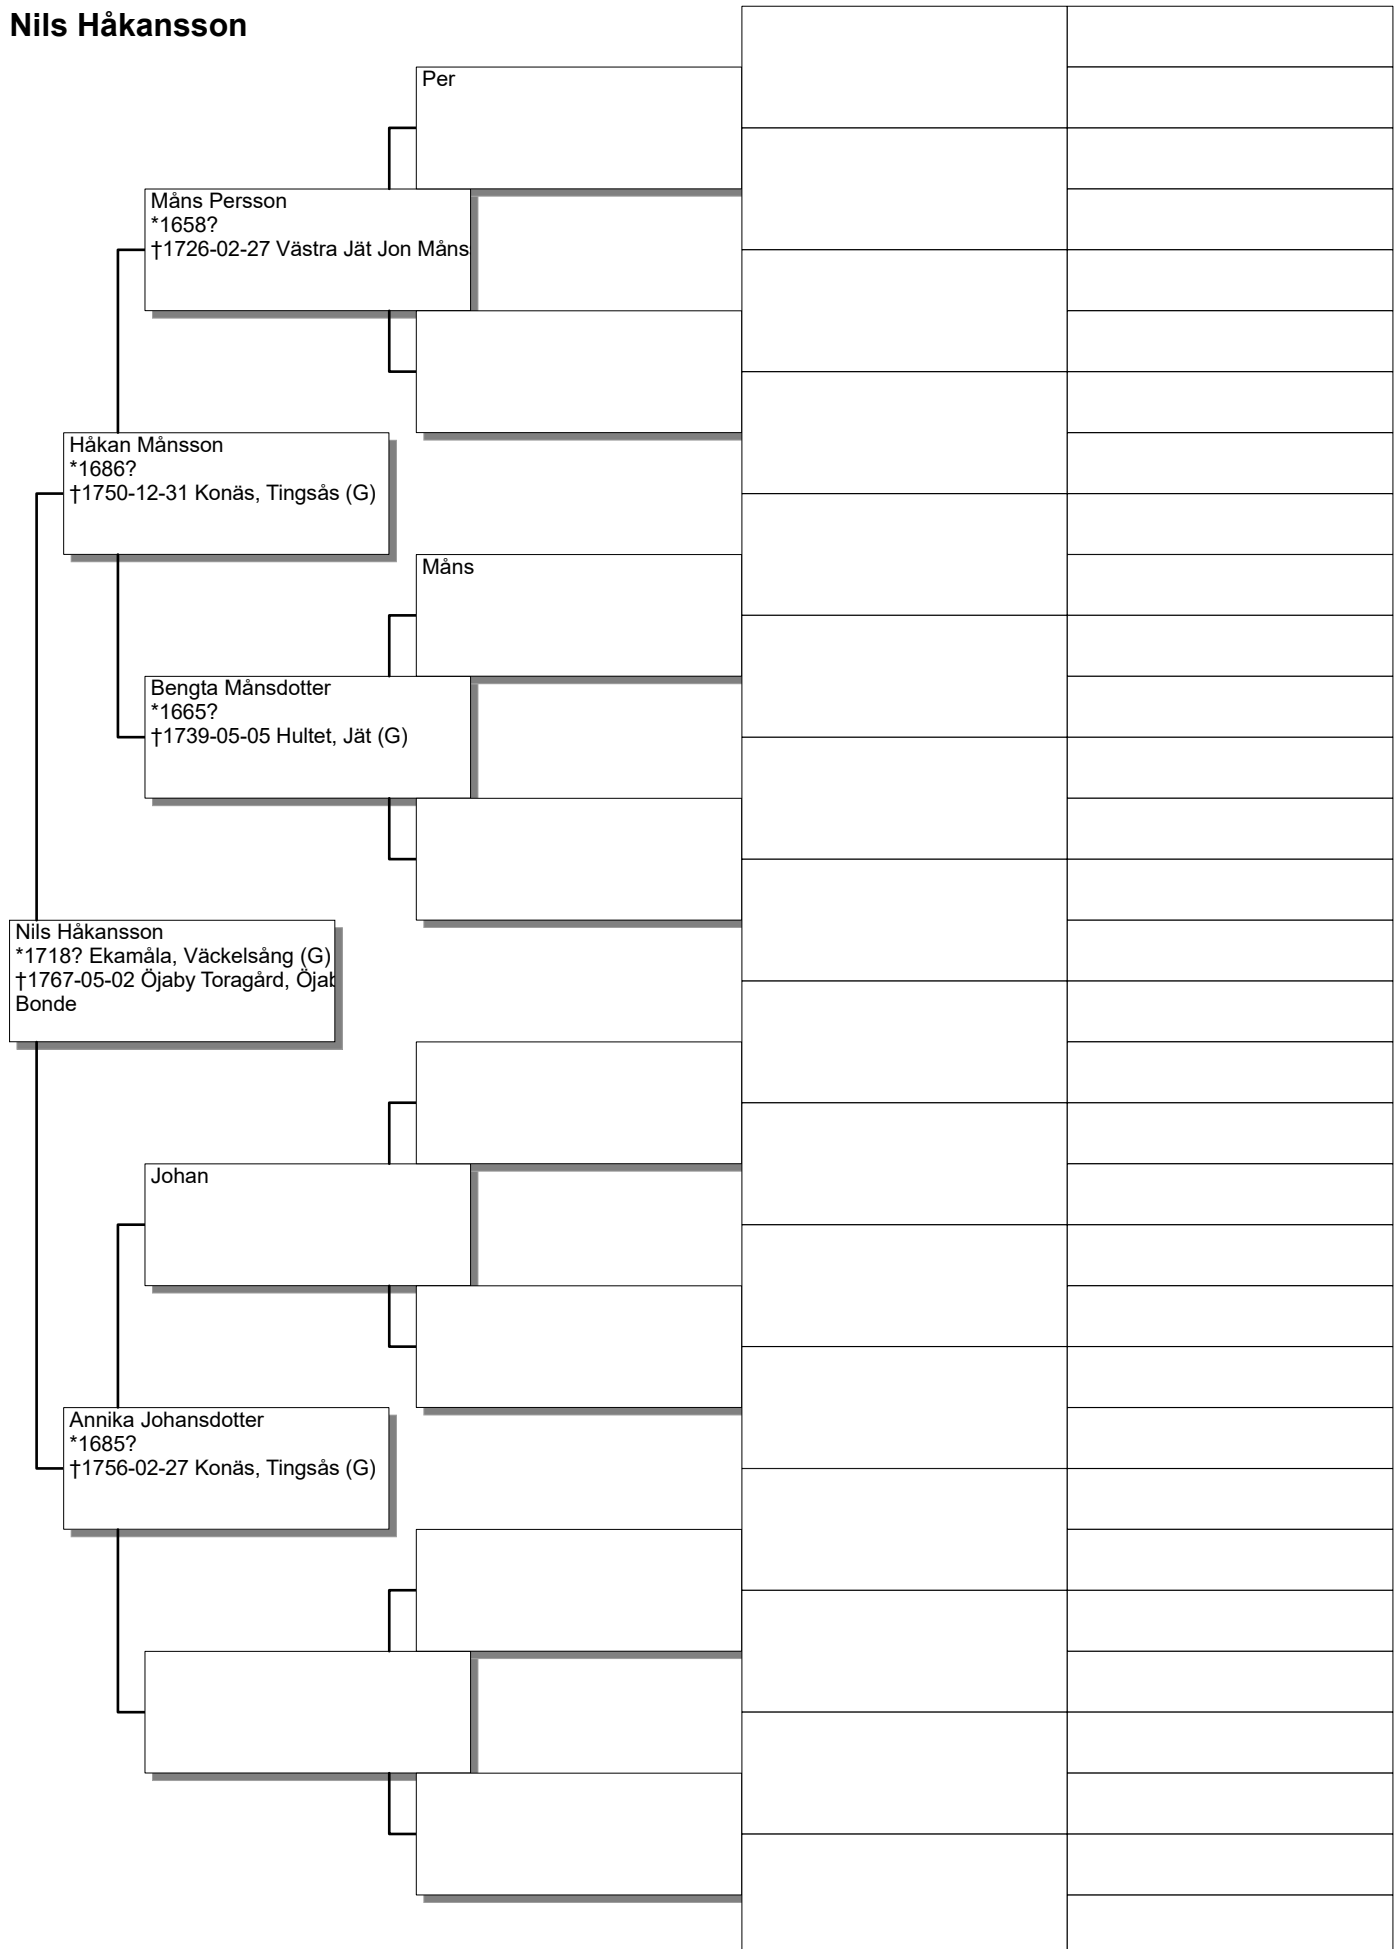 Nils Håkansson
Per
Måns Persson
*1658?
†1726-02-27 Västra Jät Jon Måns
Håkan Månsson
*1686?
†1750-12-31 Konäs, Tingsås (G)
Måns
Bengta Månsdotter
*1665?
†1739-05-05 Hultet, Jät (G)
Nils Håkansson
*1718? Ekamåla, Väckelsång (G)
†1767-05-02 Öjaby Toragård, Öjab
Bonde
Johan
Annika Johansdotter
*1685?
†1756-02-27 Konäs, Tingsås (G)